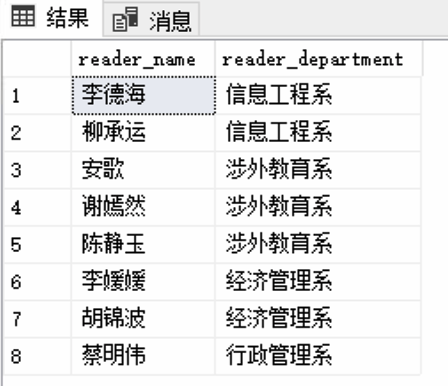 结果 消息
reader_name reader_department
1 李德海 信息工程系
2 柳承运 信息工程系
3 安歌 涉外教育系
4 谢嫣然 涉外教育系
5 陈静玉 涉外教育系
6 李媛媛 经济管理系
7 胡锦波 经济管理系
8 蔡明伟 行政管理系